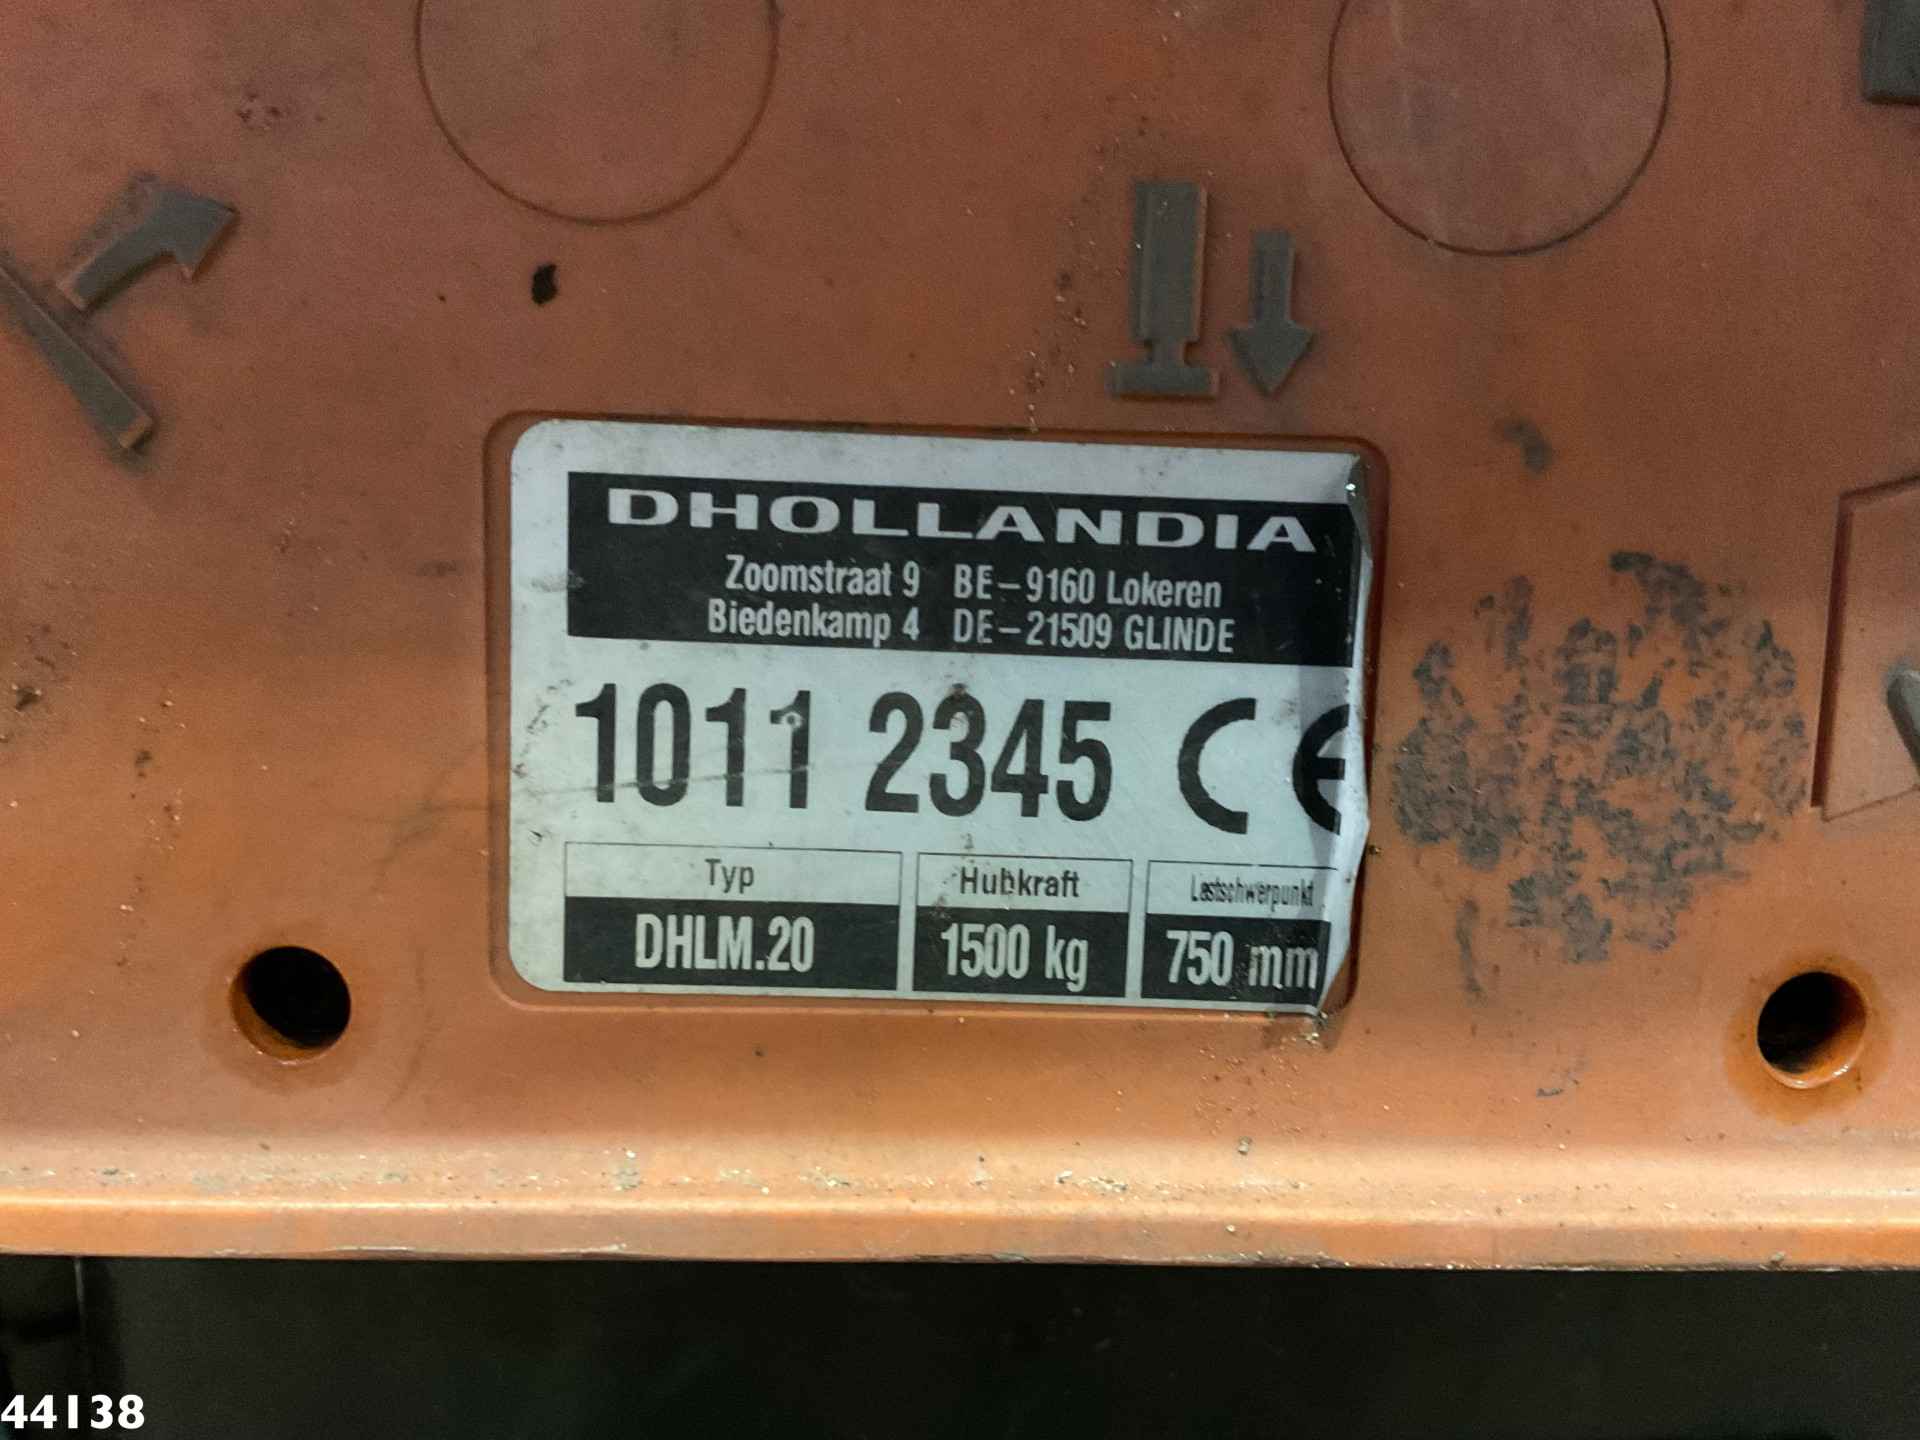 DHOLLANDIA
Zoomstraat 9 BE-9160 Lokeren
Biedenkamp 4 DE-21509 GLINDE
1011 2345 CE
Typ Hubkraft Lastschwerpunkt
DHLM.20 1500 kg 750 mm
44138